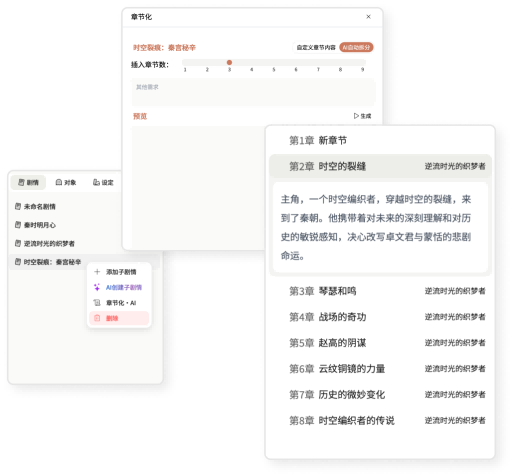 章节化
时空裂痕：秦宫秘辛
自定义章节内容 AI自动拆分
插入章节数：
1 2 3 4 5 6 7 8 9
其他要求
预览
生成
剧情 对象 设定
未命名剧情
秦时明月心
逆流时光的织梦者
时空裂痕：秦宫秘辛
添加子剧情
AI创建子剧情
章节化・AI
删除
第1章 新章节
第2章 时空的裂缝 逆流时光的织梦者
主角，一个时空编织者，穿越时空的裂缝，来
到了秦朝。他携带着对未来的深刻理解和对历
史的敏锐感知，决心改写卓文君与蒙恬的悲剧
命运。
第3章 琴瑟和鸣 逆流时光的织梦者
第4章 战场的奇功 逆流时光的织梦者
第5章 赵高的阴谋 逆流时光的织梦者
第6章 云纹铜镜的力量 逆流时光的织梦者
第7章 历史的微妙变化 逆流时光的织梦者
第8章 时空编织者的传说 逆流时光的织梦者